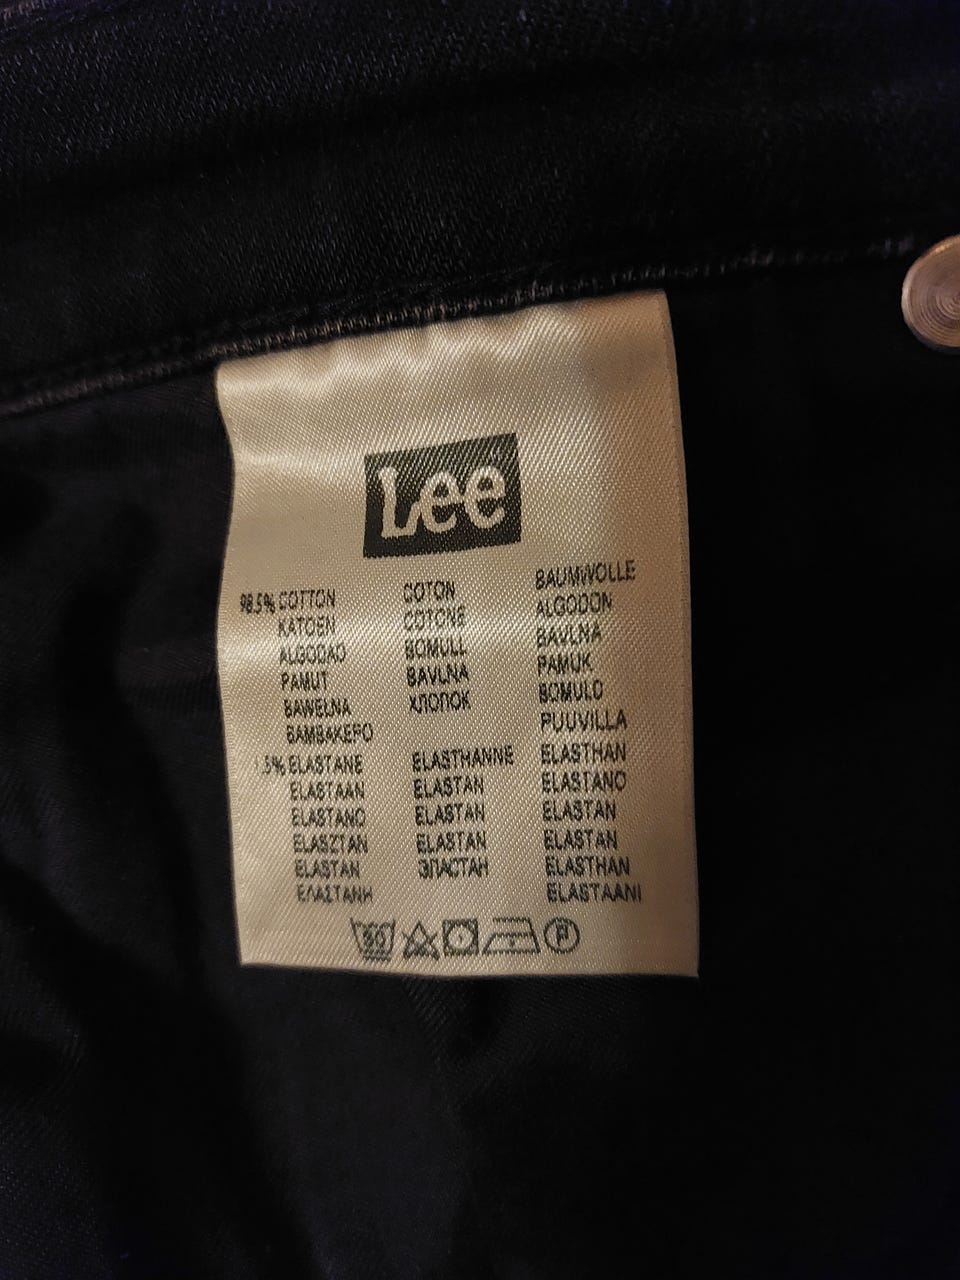 Lee
98.5% COTTON COTON BAUMWOLLE
KATOEN COTONE ALGODON
ALGODAO BOMULL BAVLNA
PAMUT BAVLNA PAMUK
BAWEŁNA ХЛОПОК BOMULD
ΒΑΜΒΑΚΕΡΟ PUUVILLA
1.5% ELASTANE ELASTHANNE ELASTHAN
ELASTAAN ELASTAN ELASTANO
ELASTANO ELASTAN ELASTAN
ELASZTAN ELASTAN ELASTAN
ELASTAN ЭЛАСТАН ELASTHAN
ΕΛΑΣΤΑΝΗ ELASTAANI
P